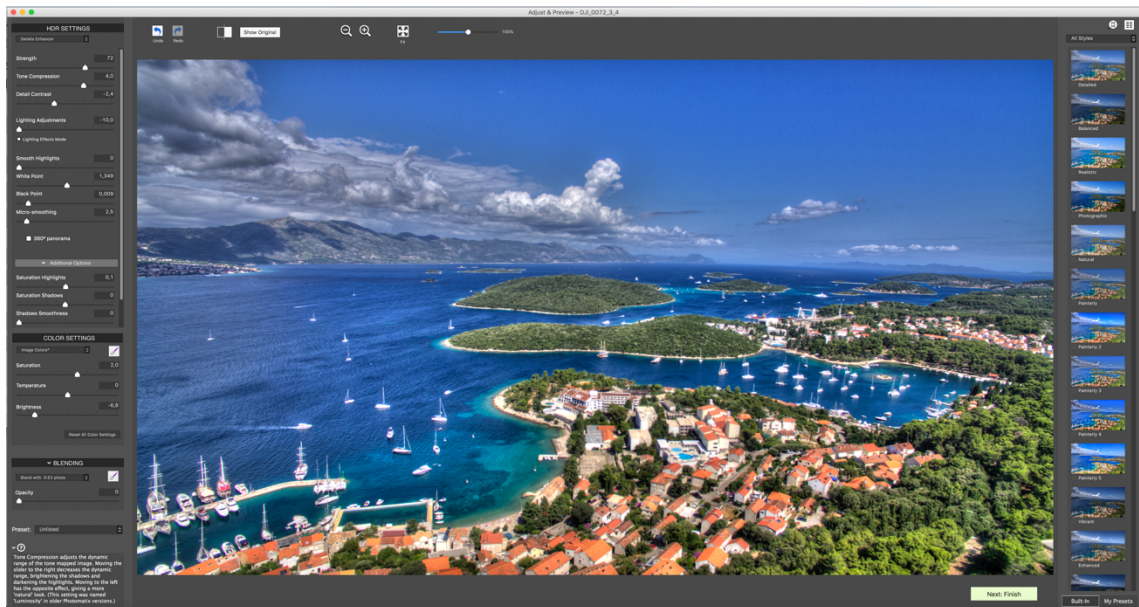 Adjust & Preview - DJI_0072_3_4
HDR SETTINGS
Details Enhancer
Strength 72
Tone Compression 4,0
Detail Contrast -2,4
Lighting Adjustments -10,0
Lighting Effects Mode
Smooth Highlights 0
White Point 1,349
Black Point 0,009
Micro-smoothing 2,5
360° panorama
Additional Options
Saturation Highlights 0,1
Saturation Shadows 0
Shadows Smoothness 0
COLOR SETTINGS
Image Colors*
Saturation 2,0
Temperature 0
Brightness -6,8
Reset All Color Settings
BLENDING
Blend with 0 EV photo
Opacity 0
Preset: Unlisted
Tone Compression adjusts the dynamic
range of the tone mapped image. Moving the
slider to the right decreases the dynamic
range, brightening the shadows and
darkening the highlights. Moving to the left
has the opposite effect, giving a more
'natural' look. (This setting was named
'Luminosity' in older Photomatix versions.)
Undo
Redo
Show Original
Fit
100%
All Styles
Detailed
Balanced
Realistic
Photographic
Natural
Painterly
Painterly 2
Painterly 3
Painterly 4
Painterly 5
Vibrant
Enhanced
Next: Finish
Built-In
My Presets